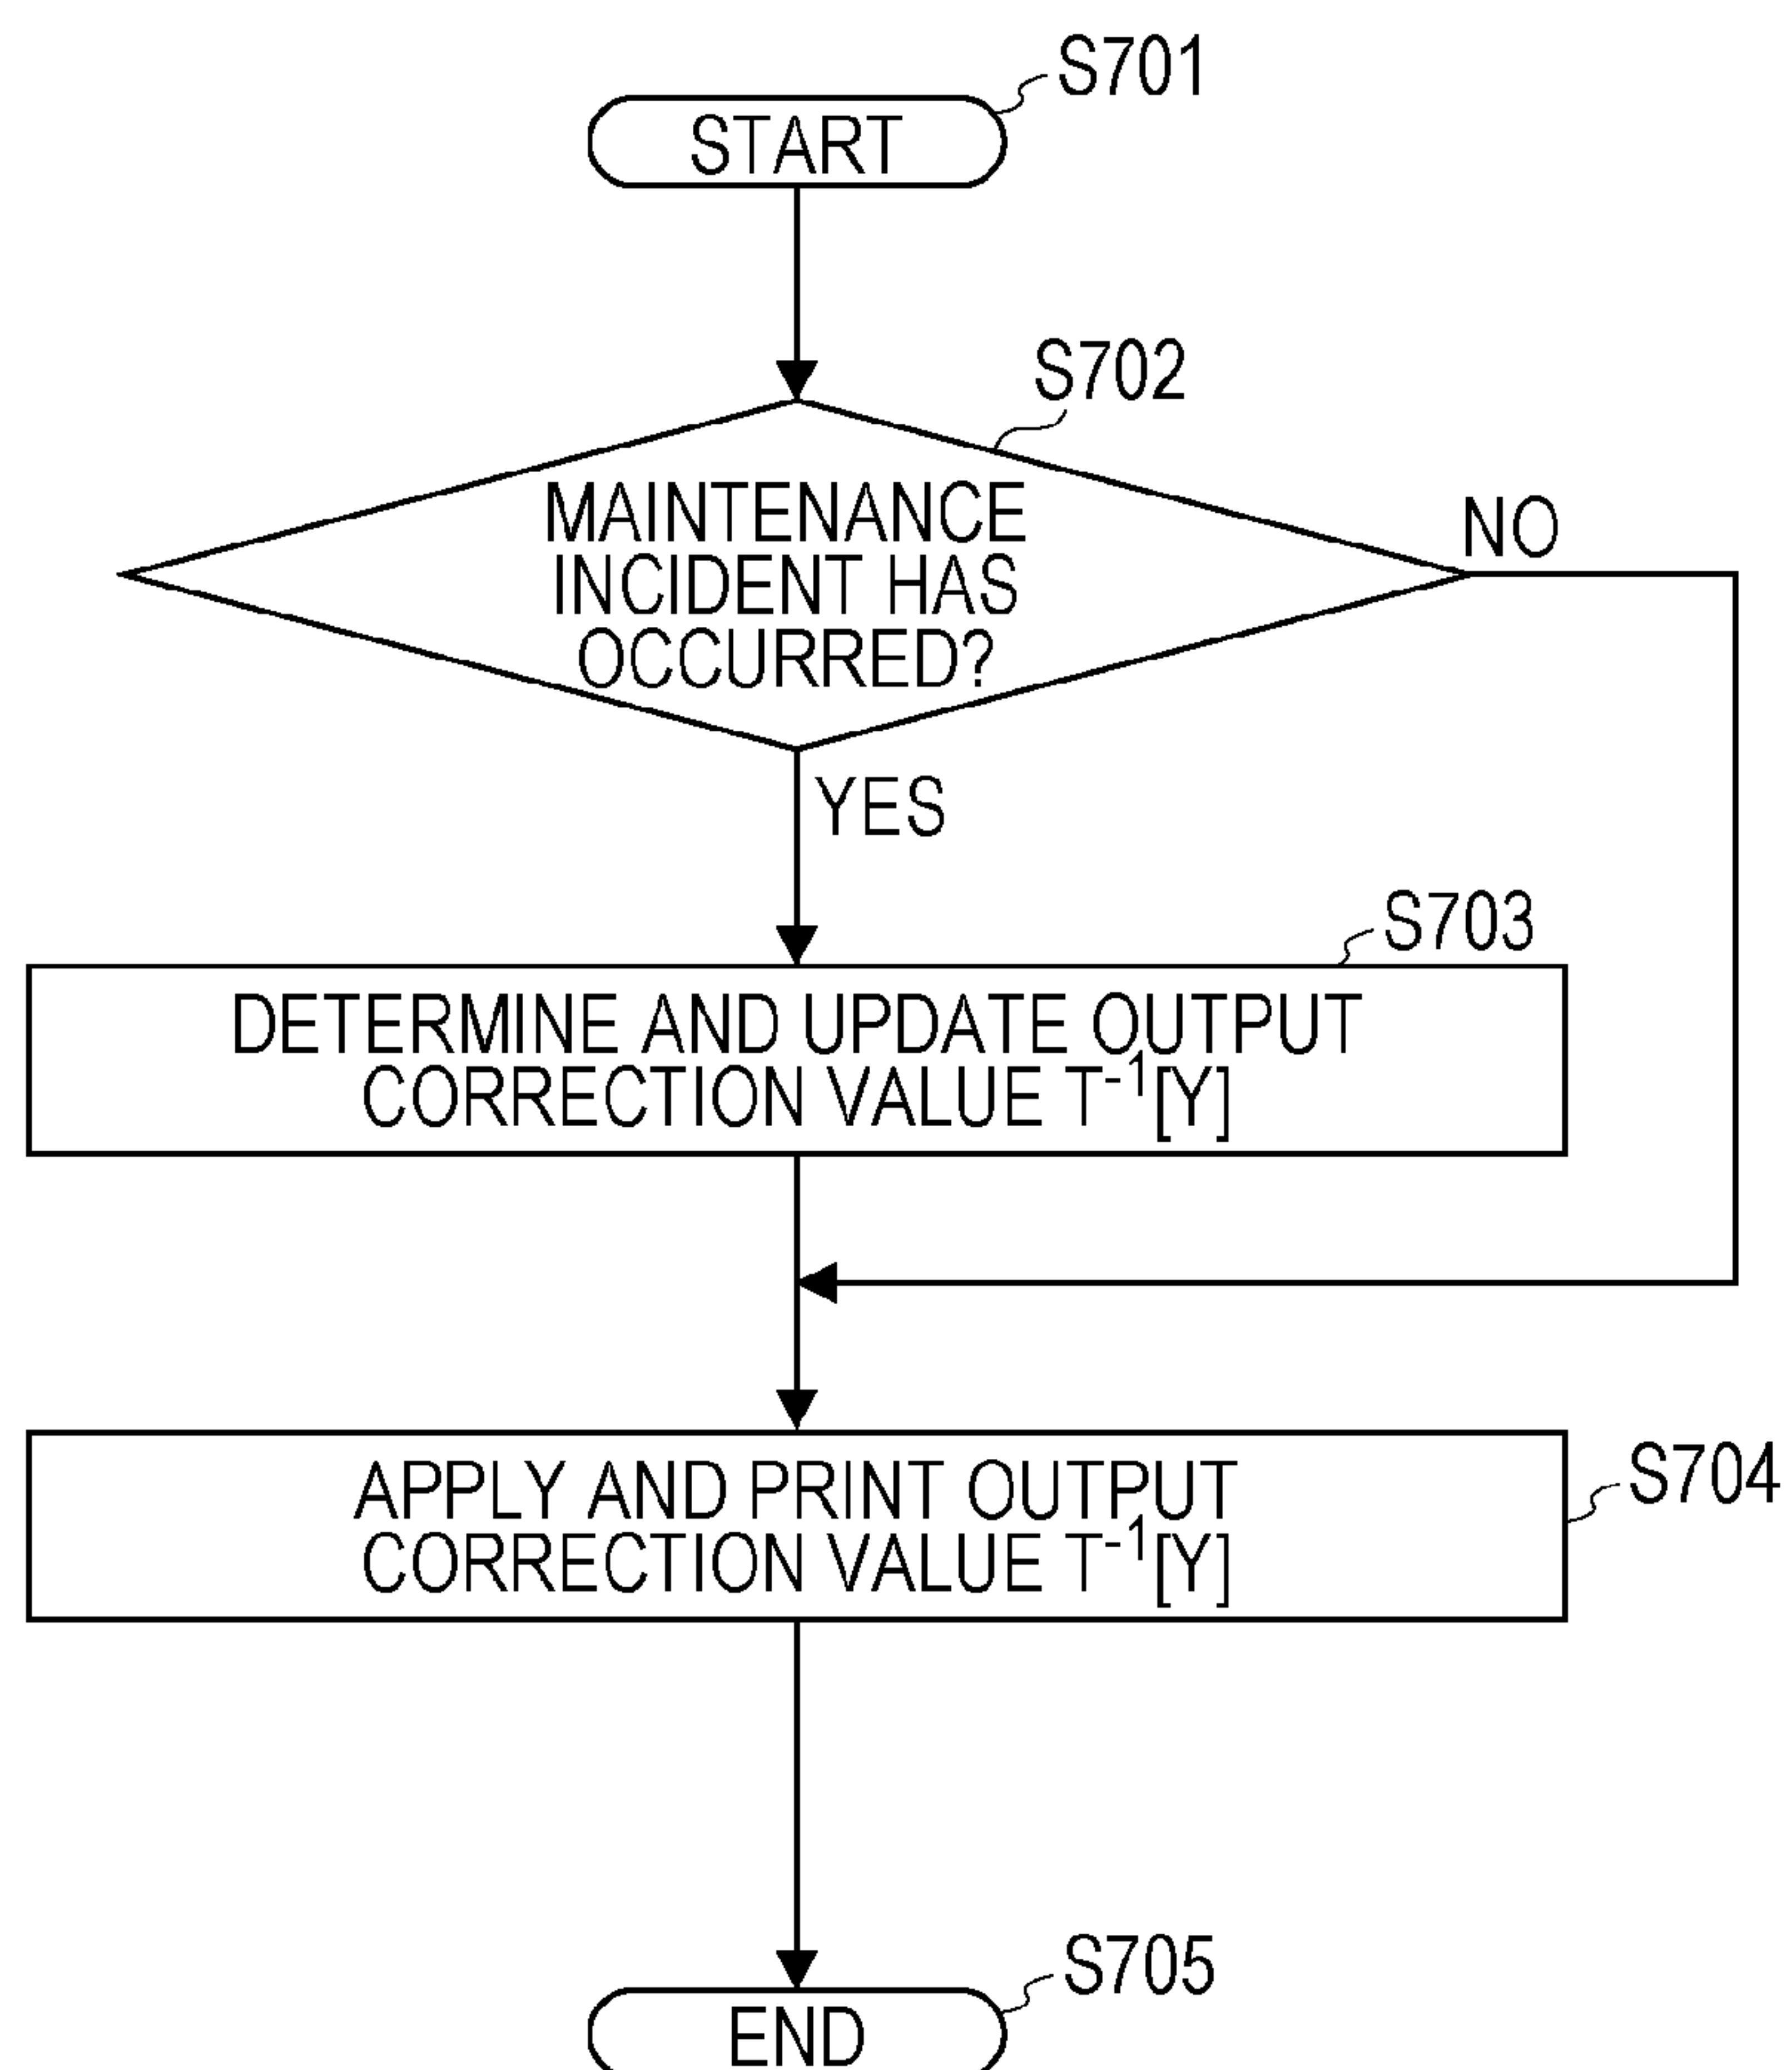 S701
START
S702
MAINTENANCE
INCIDENT HAS
OCCURRED?
NO
YES
S703
DETERMINE AND UPDATE OUTPUT
CORRECTION VALUE T⁻¹[Y]
APPLY AND PRINT OUTPUT
CORRECTION VALUE T⁻¹[Y]
S704
S705
END